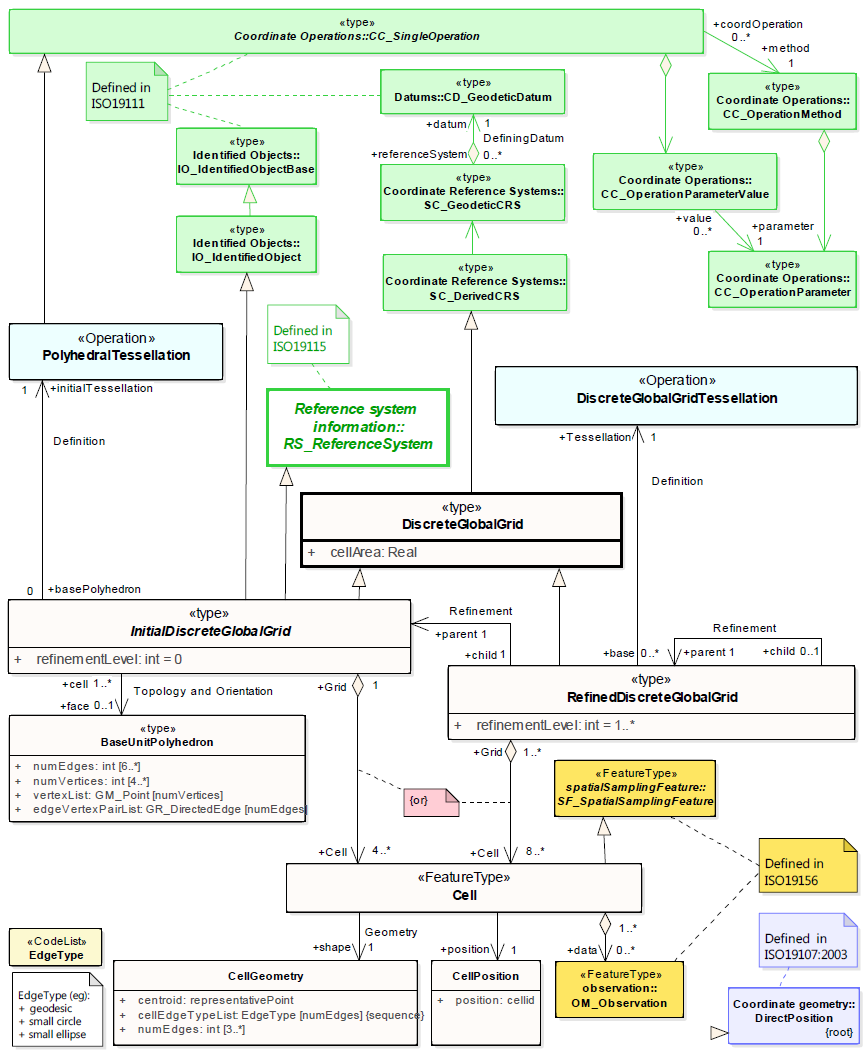 «type»
Coordinate Operations::CC_SingleOperation
+coordOperation
0..*
+method
1
Defined in
ISO19111
«type»
Datums::CD_GeodeticDatum
«type»
Coordinate Operations::
CC_OperationMethod
+datum
1
DefiningDatum
+referenceSystem
0..*
«type»
Identified Objects::
IO_IdentifiedObjectBase
«type»
Coordinate Reference Systems::
SC_GeodeticCRS
«type»
Coordinate Operations::
CC_OperationParameterValue
+value
0..*
+parameter
1
«type»
Identified Objects::
IO_IdentifiedObject
«type»
Coordinate Reference Systems::
SC_DerivedCRS
«type»
Coordinate Operations::
CC_OperationParameter
Defined in
ISO19115
«Operation»
PolyhedralTessellation
1
+initialTessellation
Definition
Reference system
information::
RS_ReferenceSystem
«Operation»
DiscreteGlobalGridTessellation
+Tessellation
1
Definition
«type»
DiscreteGlobalGrid
+ cellArea: Real
0
+basePolyhedron
«type»
InitialDiscreteGlobalGrid
+ refinementLevel: int = 0
Refinement
+parent 1
+child 1
Refinement
+base 0..*
+parent 1
+child 0..1
«type»
RefinedDiscreteGlobalGrid
+ refinementLevel: int = 1..*
+cell 1..*
Topology and Orientation
+face 0..1
+Grid
1
«type»
BaseUnitPolyhedron
+ numEdges: int [6..*]
+ numVertices: int [4..*]
+ vertexList: GM_Point [numVertices]
+ edgeVertexPairList: GR_DirectedEdge [numEdges]
+Grid
1..*
{or}
«FeatureType»
spatialSamplingFeature::
SF_SpatialSamplingFeature
+Cell
4..*
+Cell
8..*
Defined in
ISO19156
«FeatureType»
Cell
Geometry
+shape
1
+position
1
1..*
+data
0..*
«CodeList»
EdgeType
EdgeType (eg):
+ geodesic
+ small circle
+ small ellipse
CellGeometry
+ centroid: representativePoint
+ cellEdgeTypeList: EdgeType [numEdges] {sequence}
+ numEdges: int [3..*]
CellPosition
+ position: cellid
«FeatureType»
observation::
OM_Observation
Defined in
ISO19107:2003
Coordinate geometry::
DirectPosition
{root}